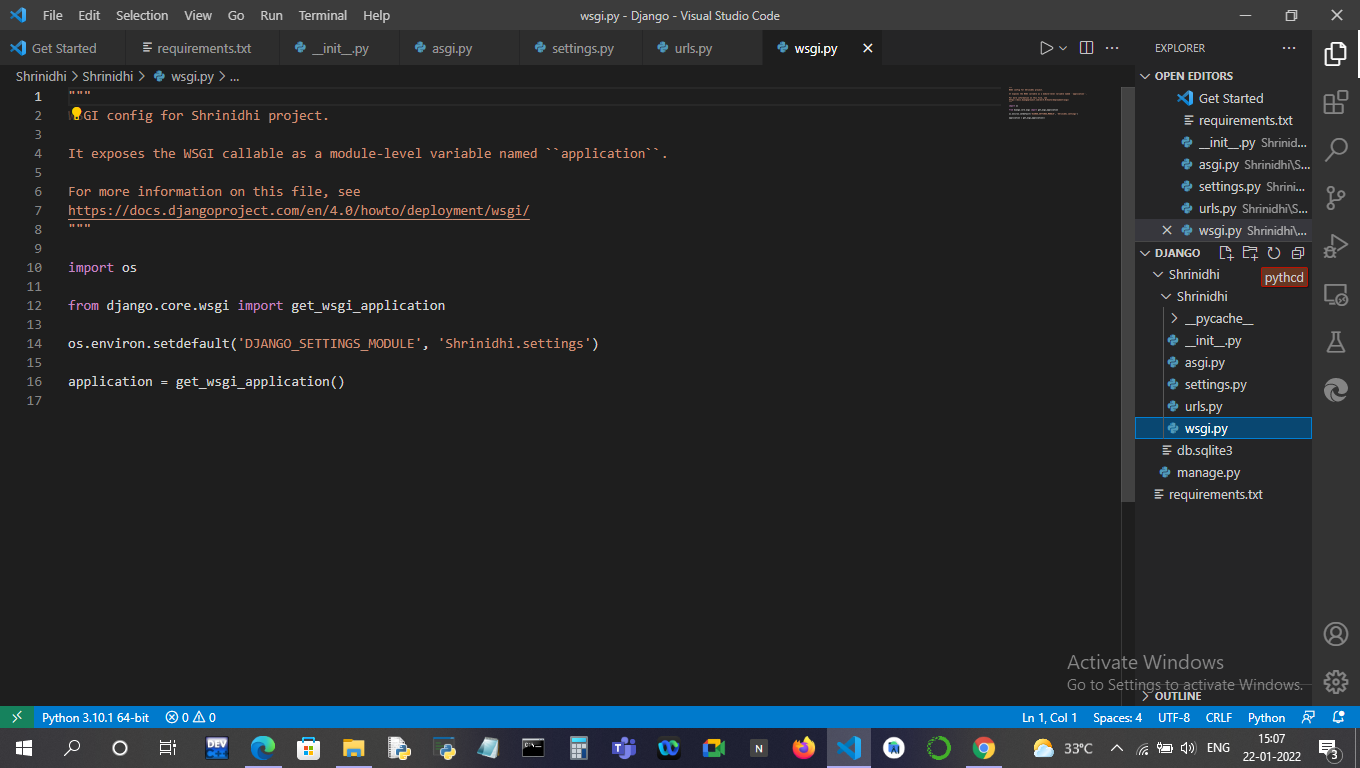 File Edit Selection View Go Run Terminal Help wsgi.py - Django - Visual Studio Code
Get Started requirements.txt __init__.py asgi.py settings.py urls.py wsgi.py
Shrinidhi > Shrinidhi > wsgi.py > ...
1 """
2 GI config for Shrinidhi project.
3
4 It exposes the WSGI callable as a module-level variable named ``application``.
5
6 For more information on this file, see
7 https://docs.djangoproject.com/en/4.0/howto/deployment/wsgi/
8 """
9
10 import os
11
12 from django.core.wsgi import get_wsgi_application
13
14 os.environ.setdefault('DJANGO_SETTINGS_MODULE', 'Shrinidhi.settings')
15
16 application = get_wsgi_application()
17
EXPLORER
OPEN EDITORS
Get Started
requirements.txt
__init__.py Shrinid...
asgi.py Shrinidhi\S...
settings.py Shrini...
urls.py Shrinidhi\S...
wsgi.py Shrinidhi\...
DJANGO
Shrinidhi
pythcd
Shrinidhi
__pycache__
__init__.py
asgi.py
settings.py
urls.py
wsgi.py
db.sqlite3
manage.py
requirements.txt
Activate Windows
Go to Settings to activate Windows.
OUTLINE
Python 3.10.1 64-bit 0 0 Ln 1, Col 1 Spaces: 4 UTF-8 CRLF Python
DEV C++ N 33°C ENG 15:07
22-01-2022 3